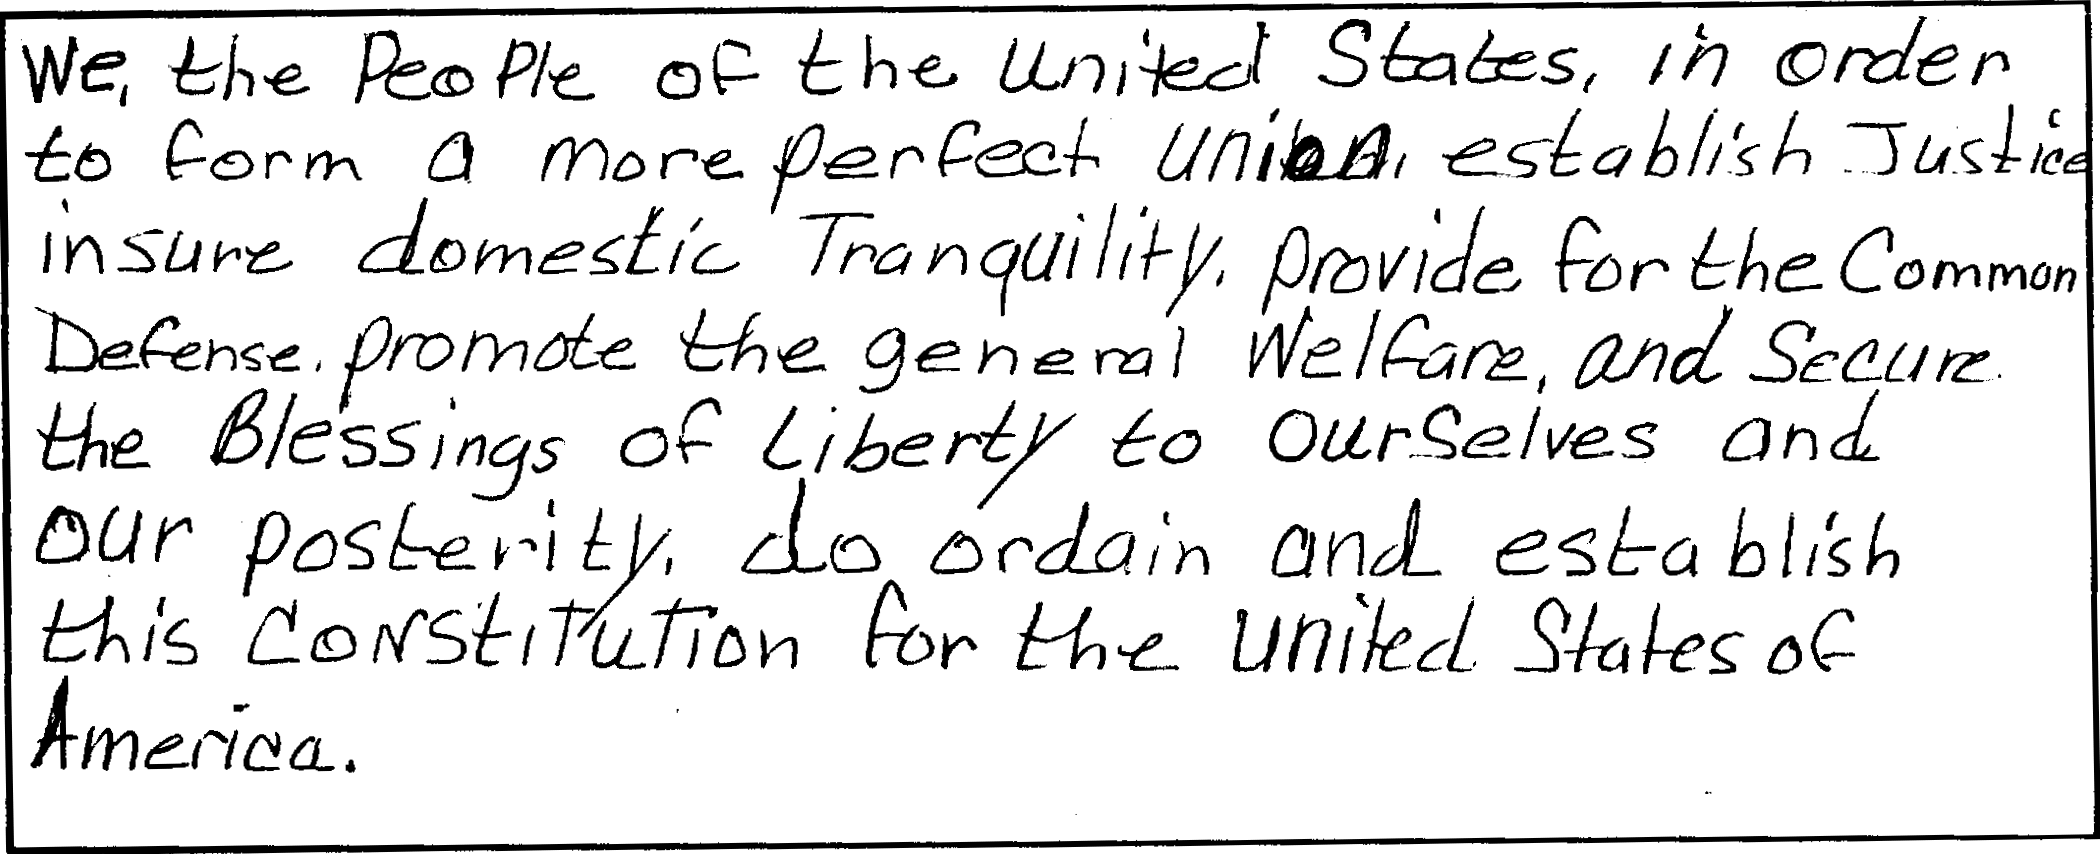 We, the People of the United States, in order
to form a more perfect Union, establish Justice
insure domestic Tranquility, provide for the Common
Defense, promote the general Welfare, and Secure
the Blessings of Liberty to Ourselves and
our posterity, do ordain and establish
this Constitution for the United States of
America.